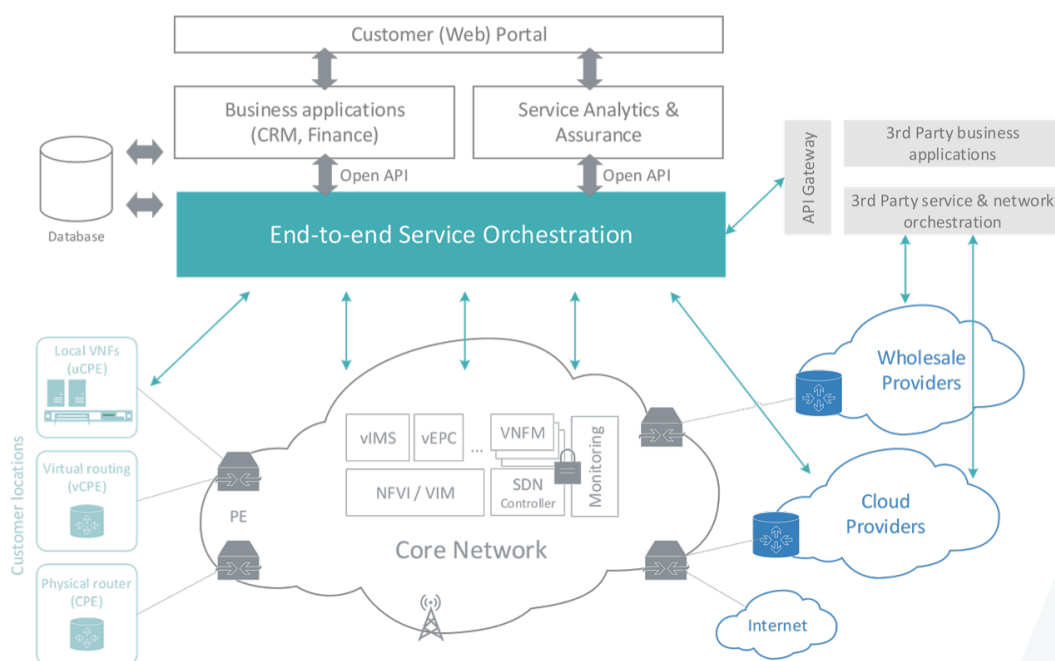 Customer (Web) Portal
Business applications
(CRM, Finance)
Service Analytics &
Assurance
Open API
Open API
Database
End-to-end Service Orchestration
API Gateway
3rd Party business
applications
3rd Party service & network
orchestration
Customer locations
Local VNFs
(uCPE)
Virtual routing
(vCPE)
Physical router
(CPE)
PE
vIMS
vEPC
...
VNFM
NFVI / VIM
SDN
Controller
Monitoring
Core Network
Wholesale
Providers
Cloud
Providers
Internet